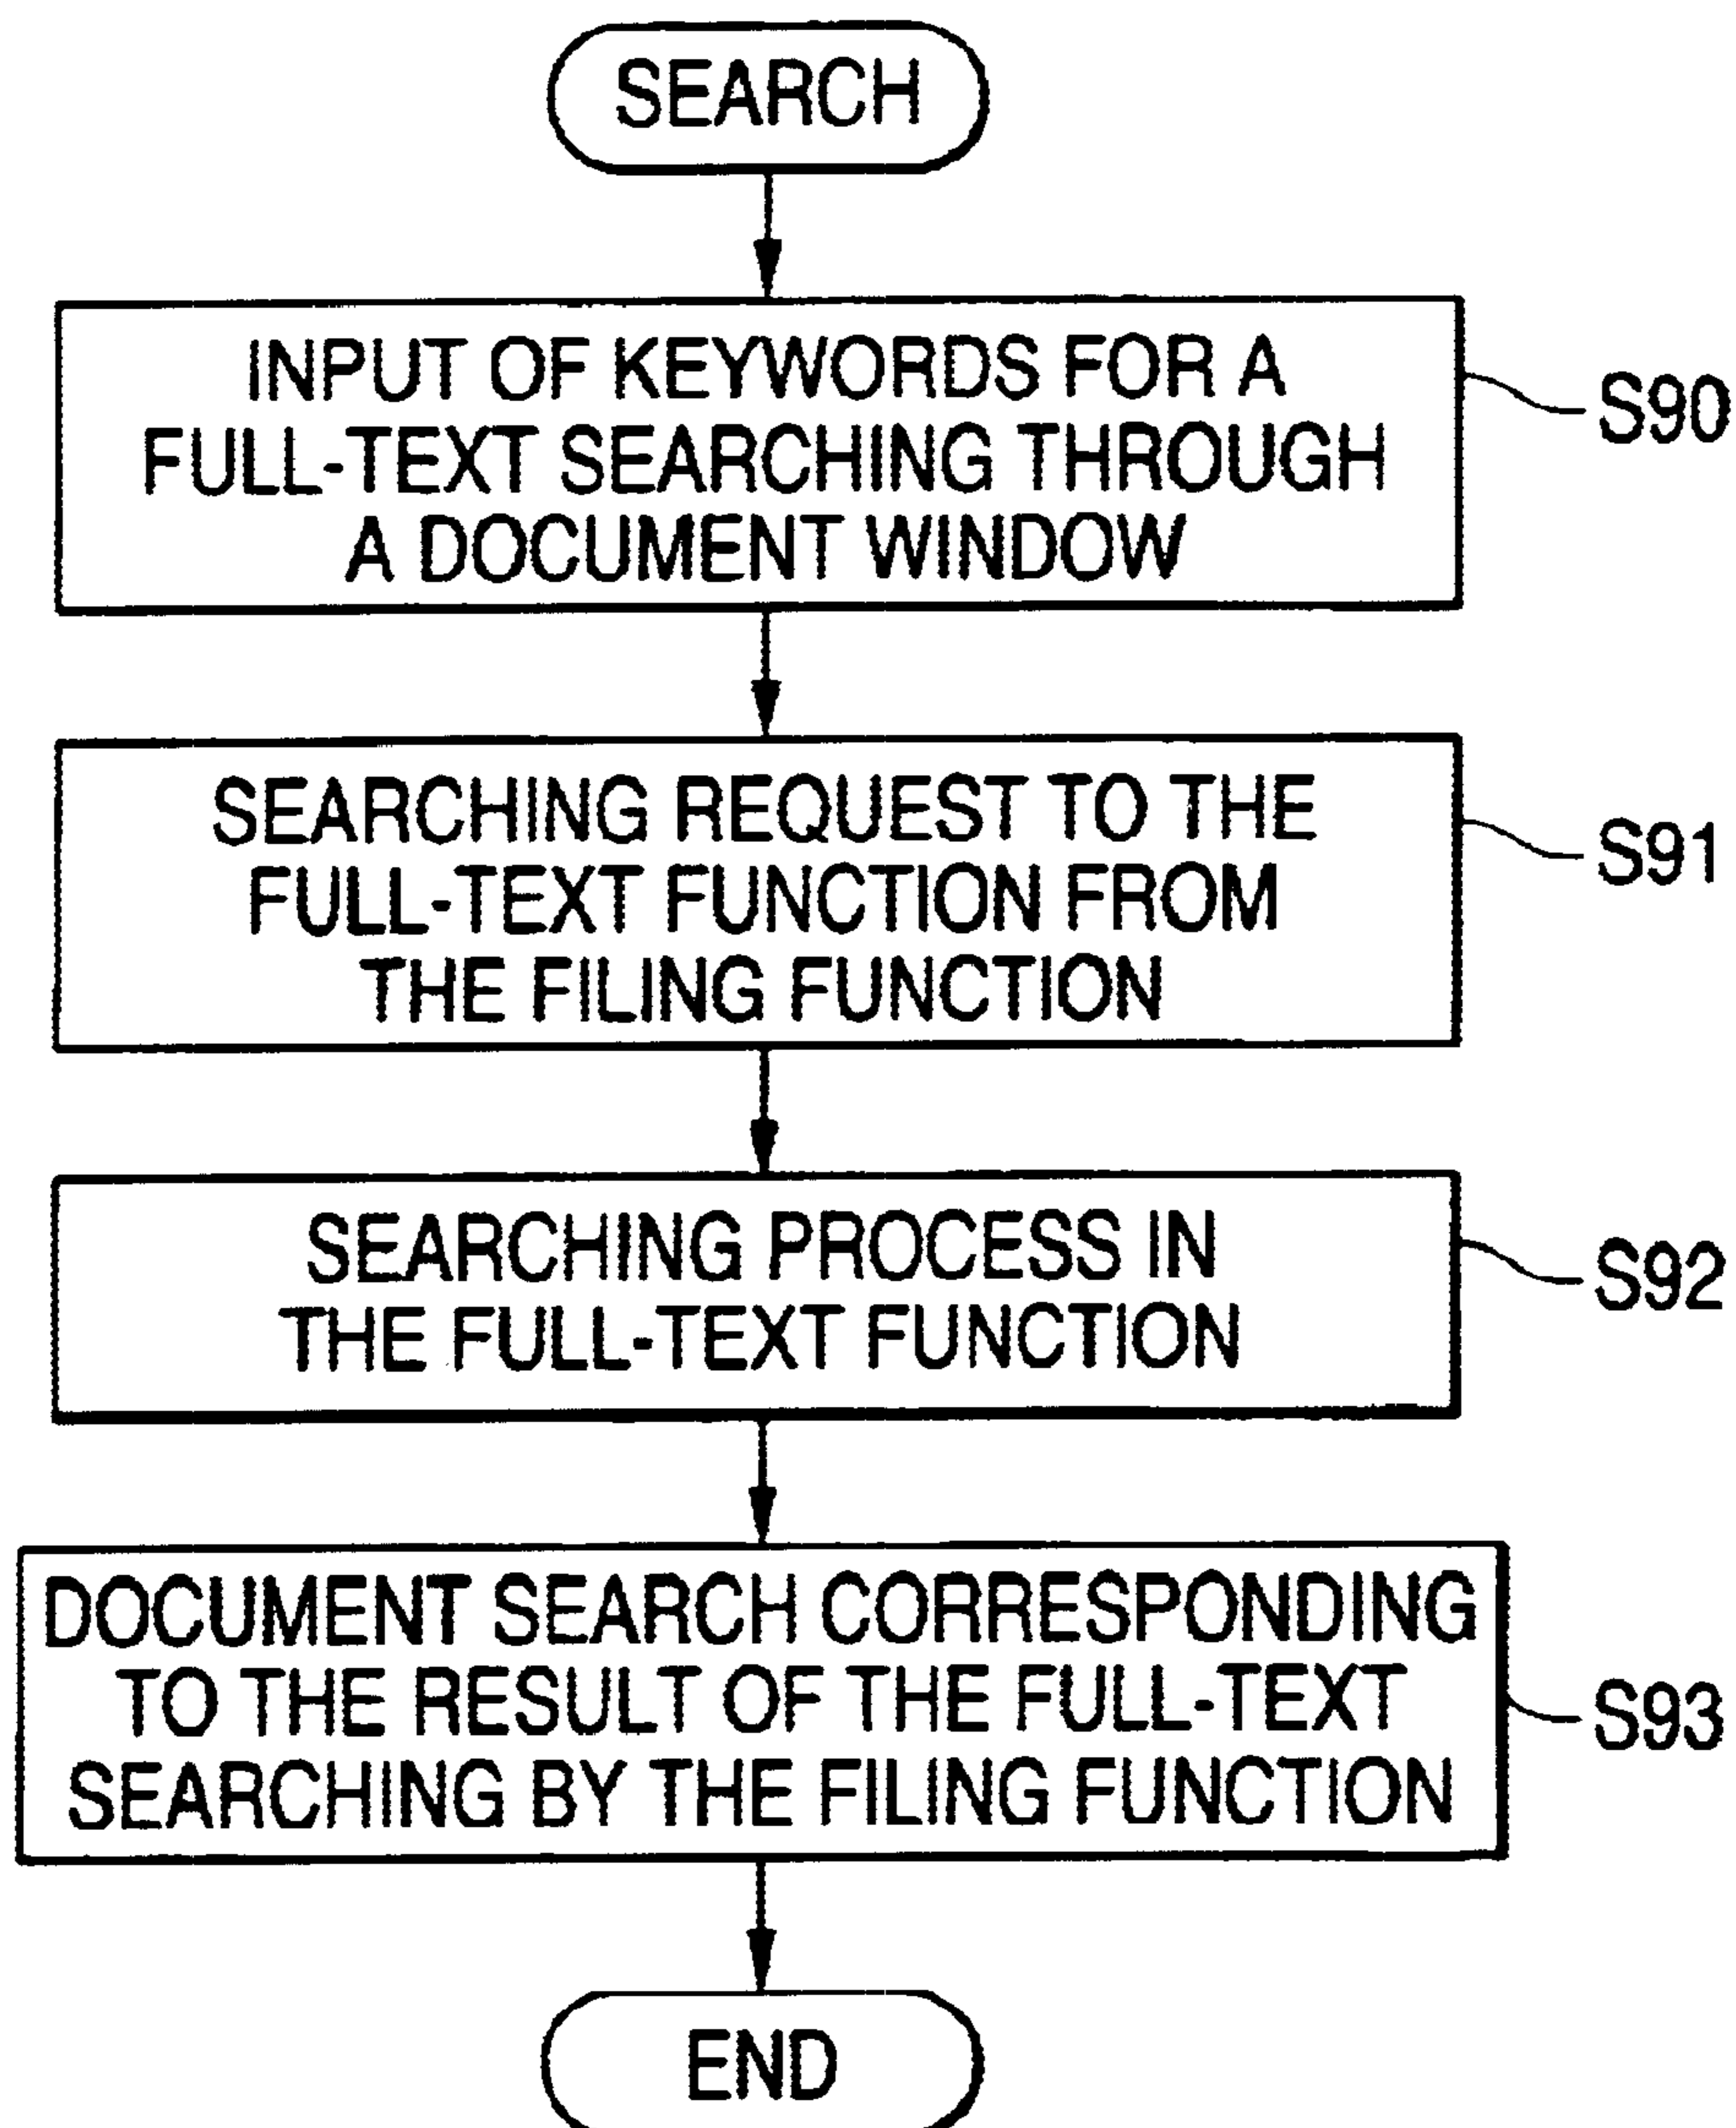 SEARCH
INPUT OF KEYWORDS FOR A
FULL-TEXT SEARCHING THROUGH
A DOCUMENT WINDOW
S90
SEARCHING REQUEST TO THE
FULL-TEXT FUNCTION FROM
THE FILING FUNCTION
S91
SEARCHING PROCESS IN
THE FULL-TEXT FUNCTION
S92
DOCUMENT SEARCH CORRESPONDING
TO THE RESULT OF THE FULL-TEXT
SEARCHING BY THE FILING FUNCTION
S93
END